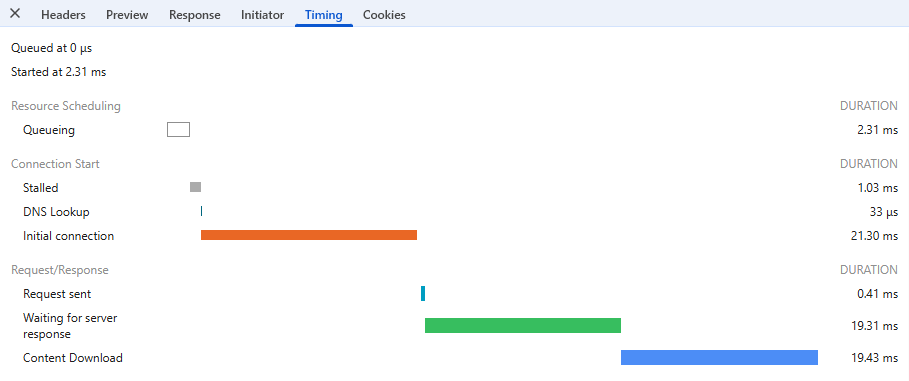 Headers Preview Response Initiator Timing Cookies
Queued at 0 μs
Started at 2.31 ms
Resource Scheduling DURATION
Queueing 2.31 ms
Connection Start DURATION
Stalled 1.03 ms
DNS Lookup 33 μs
Initial connection 21.30 ms
Request/Response DURATION
Request sent 0.41 ms
Waiting for server
response 19.31 ms
Content Download 19.43 ms